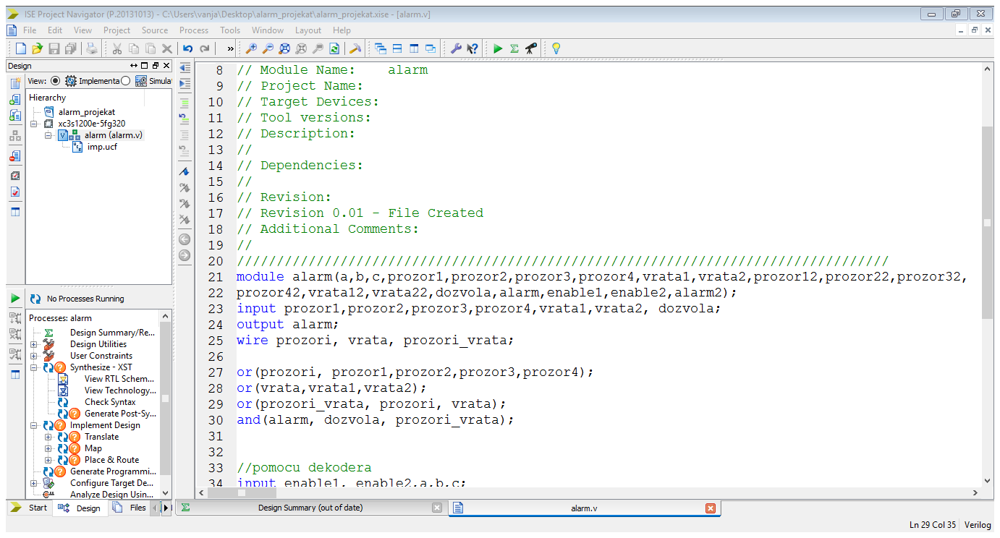 ISE Project Navigator (P.20131013) - C:\Users\vanja\Desktop\alarm_projekat\alarm_projekat.xise - [alarm.v]
File Edit View Project Source Process Tools Window Layout Help
»
Design
View: Implementa Simula
Hierarchy
alarm_projekat
xc3s1200e-5fg320
alarm (alarm.v)
imp.ucf
No Processes Running
Processes: alarm
Design Summary/Re...
Design Utilities
User Constraints
Synthesize - XST
View RTL Schem...
View Technology...
Check Syntax
Generate Post-Sy...
Implement Design
Translate
Map
Place & Route
Generate Programmi...
Configure Target De...
Analyze Design Usin...
Start Design Files
8 // Module Name:    alarm
9 // Project Name:
10 // Target Devices:
11 // Tool versions:
12 // Description:
13 //
14 // Dependencies:
15 //
16 // Revision:
17 // Revision 0.01 - File Created
18 // Additional Comments:
19 //
20 //////////////////////////////////////////////////////////////////////////////////
21 module alarm(a,b,c,prozor1,prozor2,prozor3,prozor4,vrata1,vrata2,prozor12,prozor22,prozor32,
22 prozor42,vrata12,vrata22,dozvola,alarm,enable1,enable2,alarm2);
23 input prozor1,prozor2,prozor3,prozor4,vrata1,vrata2, dozvola;
24 output alarm;
25 wire prozori, vrata, prozori_vrata;
26
27 or(prozori, prozor1,prozor2,prozor3,prozor4);
28 or(vrata,vrata1,vrata2);
29 or(prozori_vrata, prozori, vrata);
30 and(alarm, dozvola, prozori_vrata);
31
32
33 //pomocu dekodera
34 input enable1, enable2,a,b,c;
Design Summary (out of date)
alarm.v
Ln 29 Col 35 Verilog